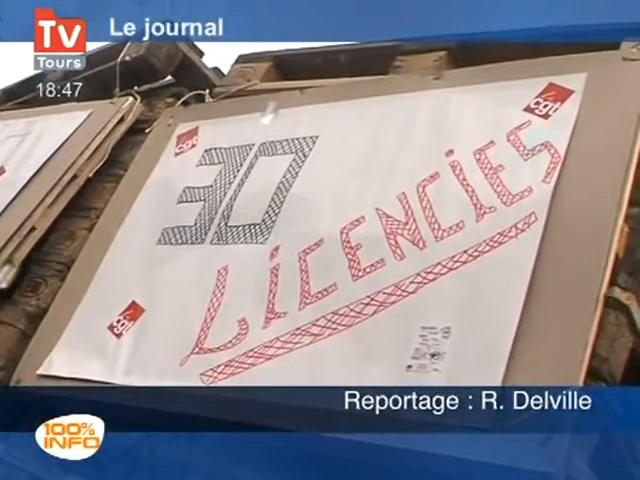 TV
Tours
Le journal
18:47
cgt
cgt
30
LiCENCiES
cgt
Reportage : R. Delville
100%
INFO